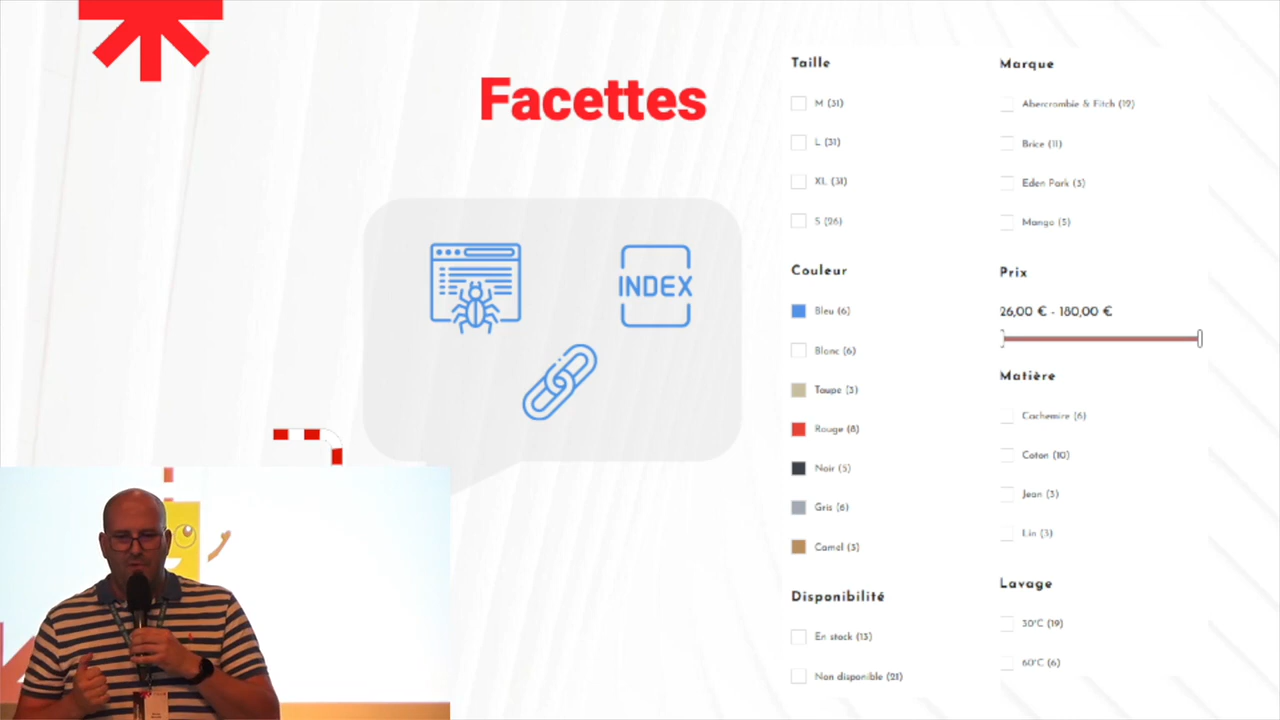 Facettes
INDEX
Taille
M (31)
L (31)
XL (31)
S (26)
Couleur
Bleu (6)
Blanc (6)
Taupe (3)
Rouge (8)
Noir (5)
Gris (6)
Camel (3)
Disponibilité
En stock (13)
Non disponible (21)
Marque
Abercrombie & Fitch (12)
Brice (11)
Eden Park (3)
Mango (5)
Prix
26,00 € - 180,00 €
Matière
Cachemire (6)
Coton (10)
Jean (3)
Lin (3)
Lavage
30°C (19)
60°C (6)